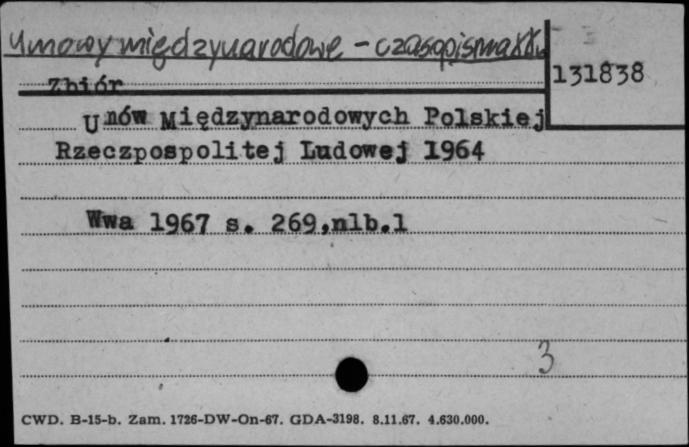 Umowy międzynarodowe - czasopisma
131838
Zbiór
Unów Międzynarodowych Polskiej
Rzeczpospolitej Ludowej 1964
Wwa 1967 s. 269,nlb.1
3
CWD. B-15-b. Zam. 1726-DW-On-67. GDA-3198. 8.11.67. 4.630.000.